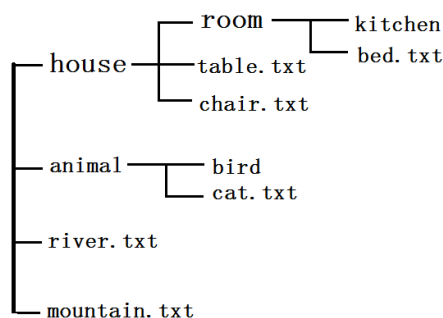 room
kitchen
house
table.txt
bed.txt
chair.txt
animal
bird
cat.txt
river.txt
mountain.txt